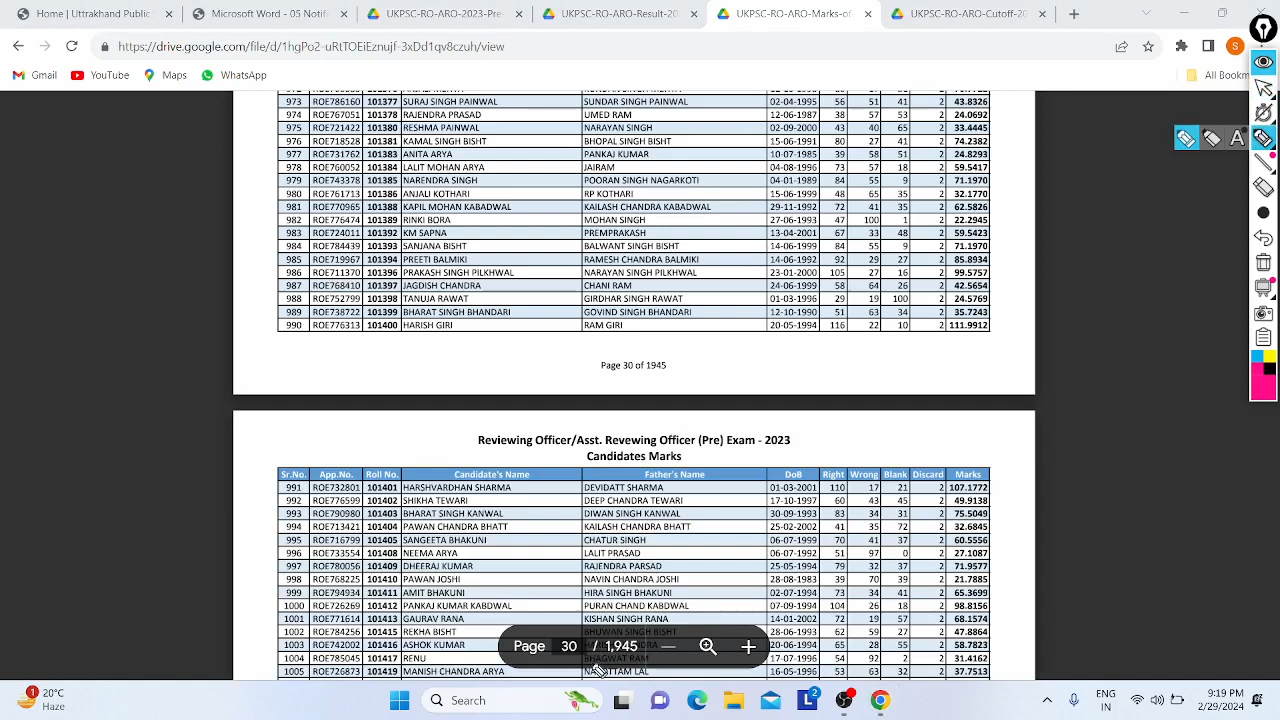 Home | Uttrakhand Public
Microsoft Word - 05 Notif
UKPSC-RO-ARO-2023-Pre
UKPSC-RO-ARO-Result-20
UKPSC-RO-ARO-Marks-of
UKPSC-RO-ARO-Cutoff-20
https://drive.google.com/file/d/1hgPo2-uRtTOEiEznujf-3xDd1qv8czuh/view
S
Gmail YouTube Maps WhatsApp All Bookm
973 ROE786160 101377 SURAJ SINGH PAINWAL SUNDAR SINGH PAINWAL 02-04-1995 56 51 41 2 43.8326
974 ROE767051 101378 RAJENDRA PRASAD UMED RAM 12-06-1987 38 57 53 2 24.0692
975 ROE721422 101380 RESHMA PAINWAL NARAYAN SINGH 02-09-2000 43 40 65 2 33.4445
976 ROE718528 101381 KAMAL SINGH BISHT BHOPAL SINGH BISHT 15-06-1991 80 27 41 2 74.2382
977 ROE731762 101383 ANITA ARYA PANKAJ KUMAR 10-07-1985 39 58 51 2 24.8293
978 ROE760052 101384 LALIT MOHAN ARYA JAIRAM 04-08-1996 73 57 18 2 59.5417
979 ROE743378 101385 NARENDRA SINGH POORAN SINGH NAGARKOTI 04-01-1989 84 55 9 2 71.1970
980 ROE761713 101386 ANJALI KOTHARI RP KOTHARI 15-06-1999 48 65 35 2 32.1770
981 ROE770965 101388 KAPIL MOHAN KABADWAL KAILASH CHANDRA KABADWAL 29-11-1992 72 41 35 2 62.5826
982 ROE776474 101389 RINKI BORA MOHAN SINGH 27-06-1993 47 100 1 2 22.2945
983 ROE724011 101392 KM SAPNA PREMPRAKASH 13-04-2001 67 33 48 2 59.5423
984 ROE784439 101393 SANJANA BISHT BALWANT SINGH BISHT 14-06-1999 84 55 9 2 71.1970
985 ROE719967 101394 PREETI BALMIKI RAMESH CHANDRA BALMIKI 14-06-1992 92 29 27 2 85.8934
986 ROE711370 101396 PRAKASH SINGH PILKHWAL NARAYAN SINGH PILKHWAL 23-01-2000 105 27 16 2 99.5757
987 ROE768410 101397 JAGDISH CHANDRA CHANI RAM 24-06-1999 58 64 26 2 42.5654
988 ROE752799 101398 TANUJA RAWAT GIRDHAR SINGH RAWAT 01-03-1996 29 19 100 2 24.5769
989 ROE738722 101399 BHARAT SINGH BHANDARI GOVIND SINGH BHANDARI 12-10-1990 51 63 34 2 35.7243
990 ROE776313 101400 HARISH GIRI RAM GIRI 20-05-1994 116 22 10 2 111.9912
Page 30 of 1945
Reviewing Officer/Asst. Revewing Officer (Pre) Exam - 2023
Candidates Marks
Sr.No. App.No. Roll No. Candidate's Name Father's Name DoB Right Wrong Blank Discard Marks
991 ROE732801 101401 HARSHVARDHAN SHARMA DEVIDATT SHARMA 01-03-2001 110 17 21 2 107.1772
992 ROE776599 101402 SHIKHA TEWARI DEEP CHANDRA TEWARI 17-10-1997 60 43 45 2 49.9138
993 ROE790980 101403 BHARAT SINGH KANWAL DIWAN SINGH KANWAL 30-09-1993 83 34 31 2 75.5049
994 ROE713421 101404 PAWAN CHANDRA BHATT KAILASH CHANDRA BHATT 25-02-2002 41 35 72 2 32.6845
995 ROE716799 101405 SANGEETA BHAKUNI CHATUR SINGH 06-07-1999 70 41 37 2 60.5556
996 ROE733554 101408 NEEMA ARYA LALIT PRASAD 06-07-1992 51 97 0 2 27.1087
997 ROE780056 101409 DHEERAJ KUMAR RAJENDRA PARSAD 25-05-1994 79 32 37 2 71.9577
998 ROE768225 101410 PAWAN JOSHI NAVIN CHANDRA JOSHI 28-08-1983 39 70 39 2 21.7885
999 ROE794934 101411 AMIT BHAKUNI HIRA SINGH BHAKUNI 02-07-1994 73 34 41 2 65.3699
1000 ROE726269 101412 PANKAJ KUMAR KABDWAL PURAN CHAND KABDWAL 07-09-1994 104 26 18 2 98.8156
1001 ROE771614 101413 GAURAV RANA KISHAN SINGH RANA 14-01-2002 72 19 57 2 68.1574
1002 ROE784256 101415 REKHA BISHT BHUWAN SINGH BISHT 28-06-1993 62 59 27 2 47.8864
1003 ROE742002 101416 ASHOK KUMAR 20-06-1994 65 28 55 2 58.7823
1004 ROE785045 101417 RENU BHAGWAT RAM 17-07-1996 54 92 2 2 31.4162
1005 ROE726873 101419 MANISH CHANDRA ARYA LAL 16-05-1996 53 63 32 2 37.7513
Page 30 / 1,945
A
1
20°C
Haze
Search
L
2
ENG
IN
9:19 PM
2/29/2024